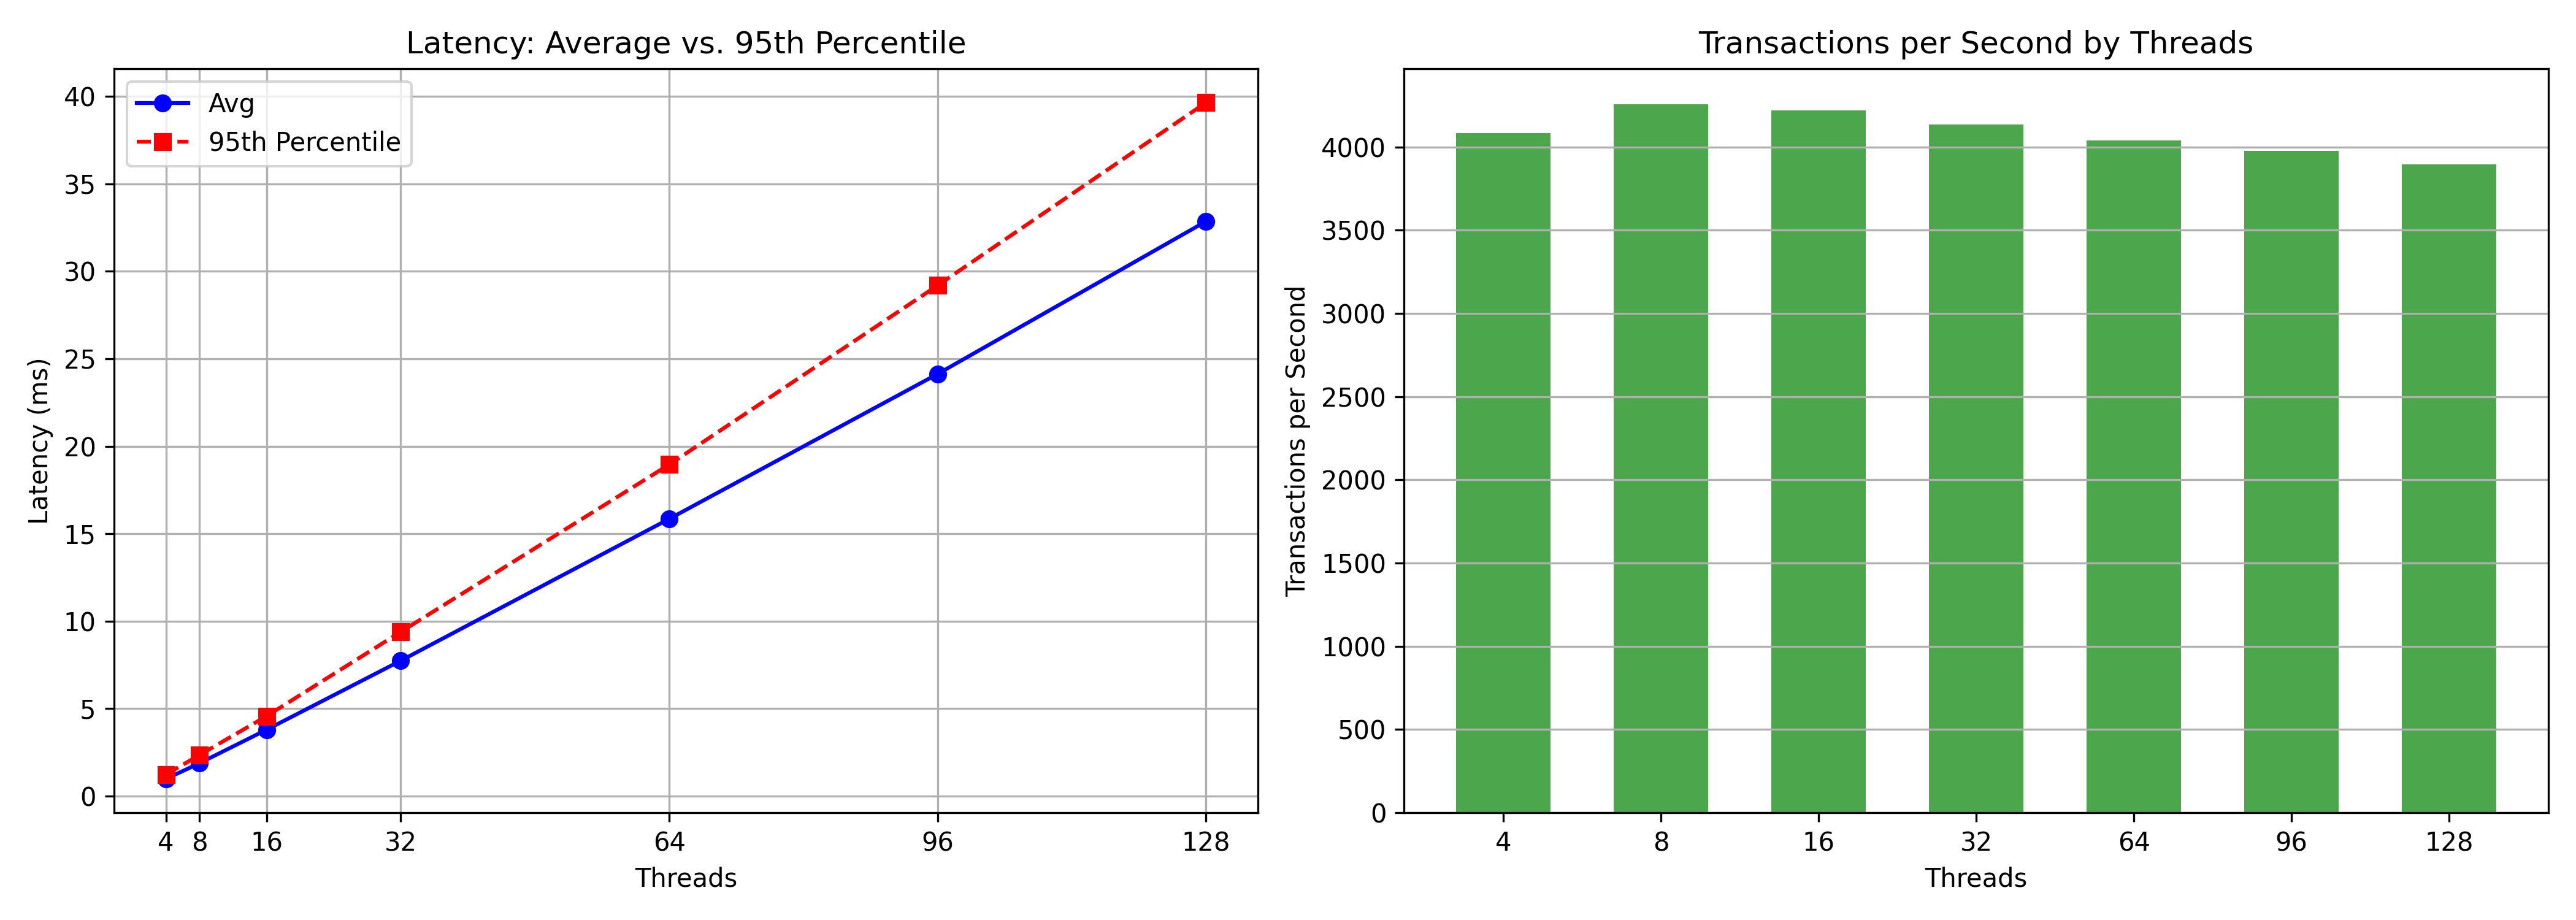 Latency: Average vs. 95th Percentile
Avg
95th Percentile
Latency (ms)
40
35
30
25
20
15
10
5
0
4 8 16 32 64 96 128
Threads
Transactions per Second by Threads
Transactions per Second
4000
3500
3000
2500
2000
1500
1000
500
0
4 8 16 32 64 96 128
Threads